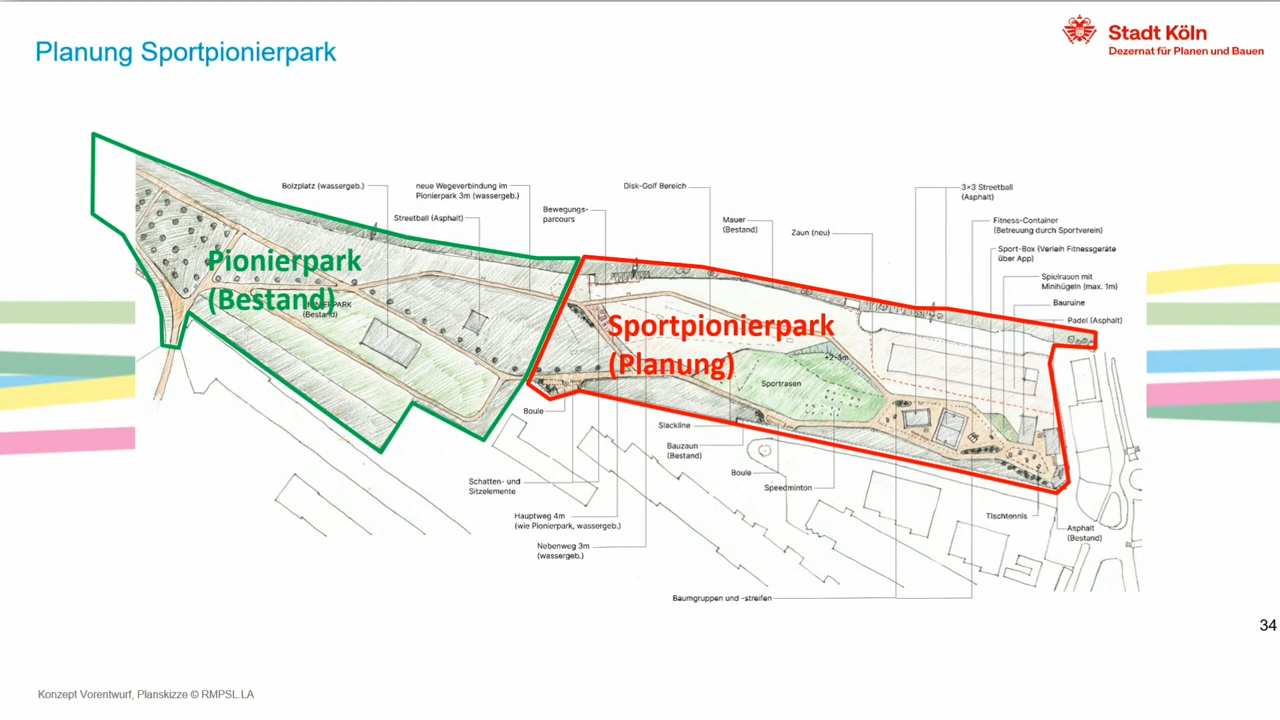 Planung Sportpionierpark
Stadt Köln
Dezernat für Planen und Bauen
Bolzplatz (wassergeb.)
neue Wegeverbindung im
Pionierpark 3m (wassergeb.)
Streetball (Asphalt)
Bewegungs-
parcours
Disk-Golf Bereich
Mauer
(Bestand)
Zaun (neu)
3×3 Streetball
(Asphalt)
Fitness-Container
(Betreuung durch Sportverein)
Sport-Box (Verleih Fitnessgeräte
über App)
Spielrasen mit
Minihügeln (max. 1m)
Bauruine
Padel (Asphalt)
Pionierpark
(Bestand)
(Bestand)
Sportpionierpark
(Planung)
+2-3m
Sportrasen
Boule
Slackline
Bauzaun
(Bestand)
Boule
Speedminton
Schatten- und
Sitzelemente
Hauptweg 4m
(wie Pionierpark, wassergeb.)
Nebenweg 3m
(wassergeb.)
Tischtennis
Asphalt
(Bestand)
Baumgruppen und -streifen
34
Konzept Vorentwurf, Planskizze © RMPSL.LA